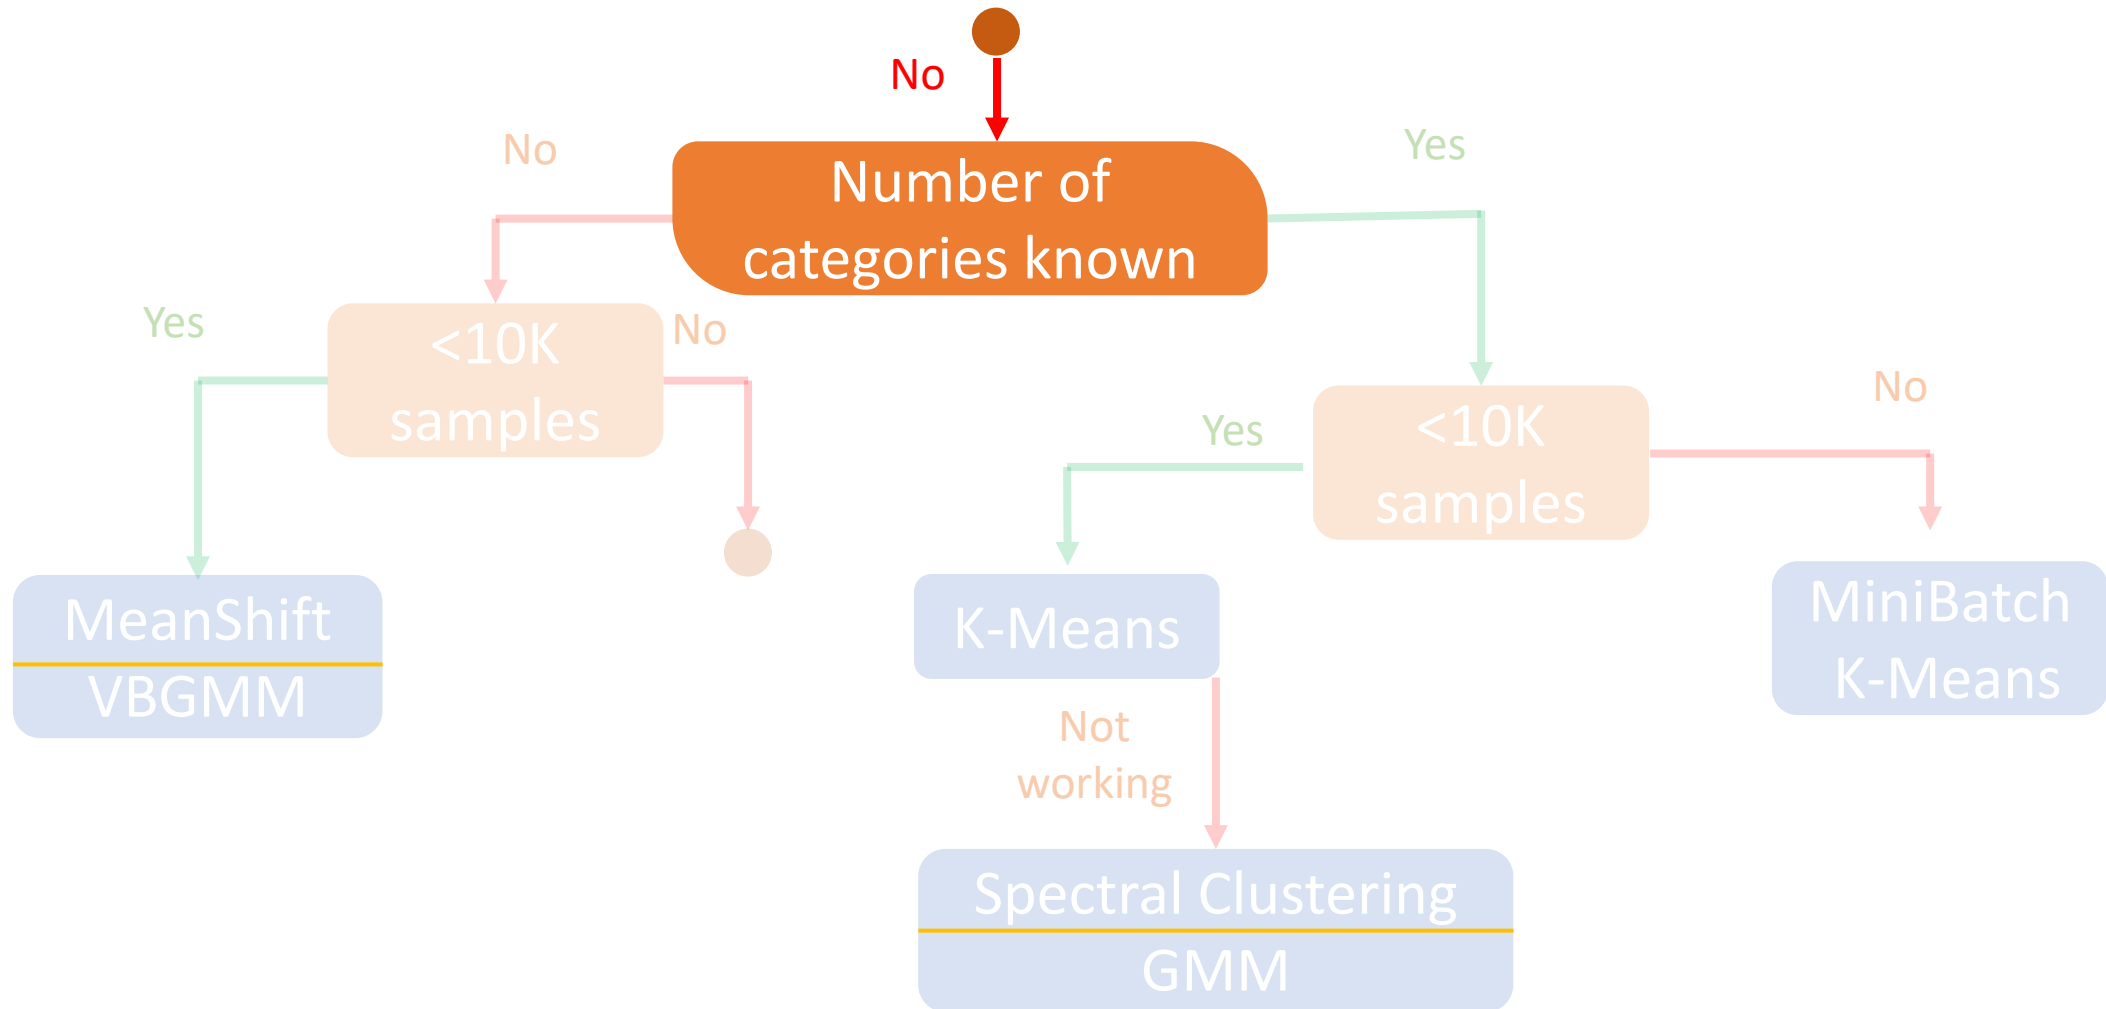 No
No
Yes
Number of
categories known
Yes
<10K
samples
No
Yes
<10K
samples
No
MeanShift
VBGMM
K-Means
MiniBatch
K-Means
Not
working
Spectral Clustering
GMM